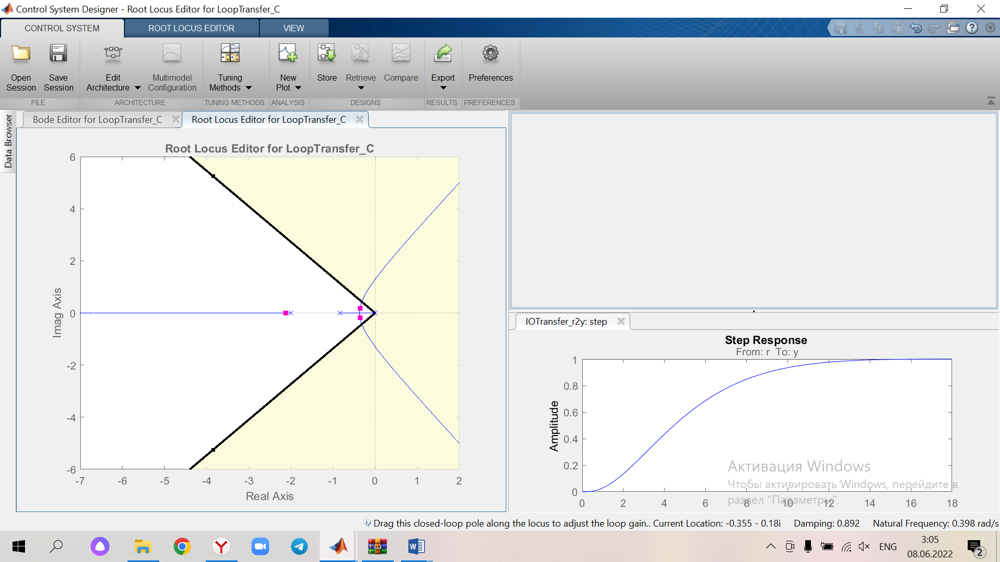 Control System Designer - Root Locus Editor for LoopTransfer_C
CONTROL SYSTEM
ROOT LOCUS EDITOR
VIEW
Open Session
Save Session
Edit Architecture
Multimodel Configuration
Tuning Methods
New Plot
Store
Retrieve
Compare
Export
Preferences
FILE
ARCHITECTURE
TUNING METHODS
ANALYSIS
DESIGNS
RESULTS
PREFERENCES
Data Browser
Bode Editor for LoopTransfer_C
Root Locus Editor for LoopTransfer_C
Root Locus Editor for LoopTransfer_C
6
4
2
0
-2
-4
-6
Imag Axis
-7 -6 -5 -4 -3 -2 -1 0 1 2
Real Axis
IOTransfer_r2y: step
Step Response
From: r To: y
1
0.8
0.6
0.4
0.2
0
Amplitude
0 2 4 6 8 10 12 14 16 18
Активация Windows
Чтобы активировать Windows, перейдите в
раздел "Параметры".
Drag this closed-loop pole along the locus to adjust the loop gain.. Current Location: -0.355 - 0.18i Damping: 0.892 Natural Frequency: 0.398 rad/s
ENG
3:05
08.06.2022
2